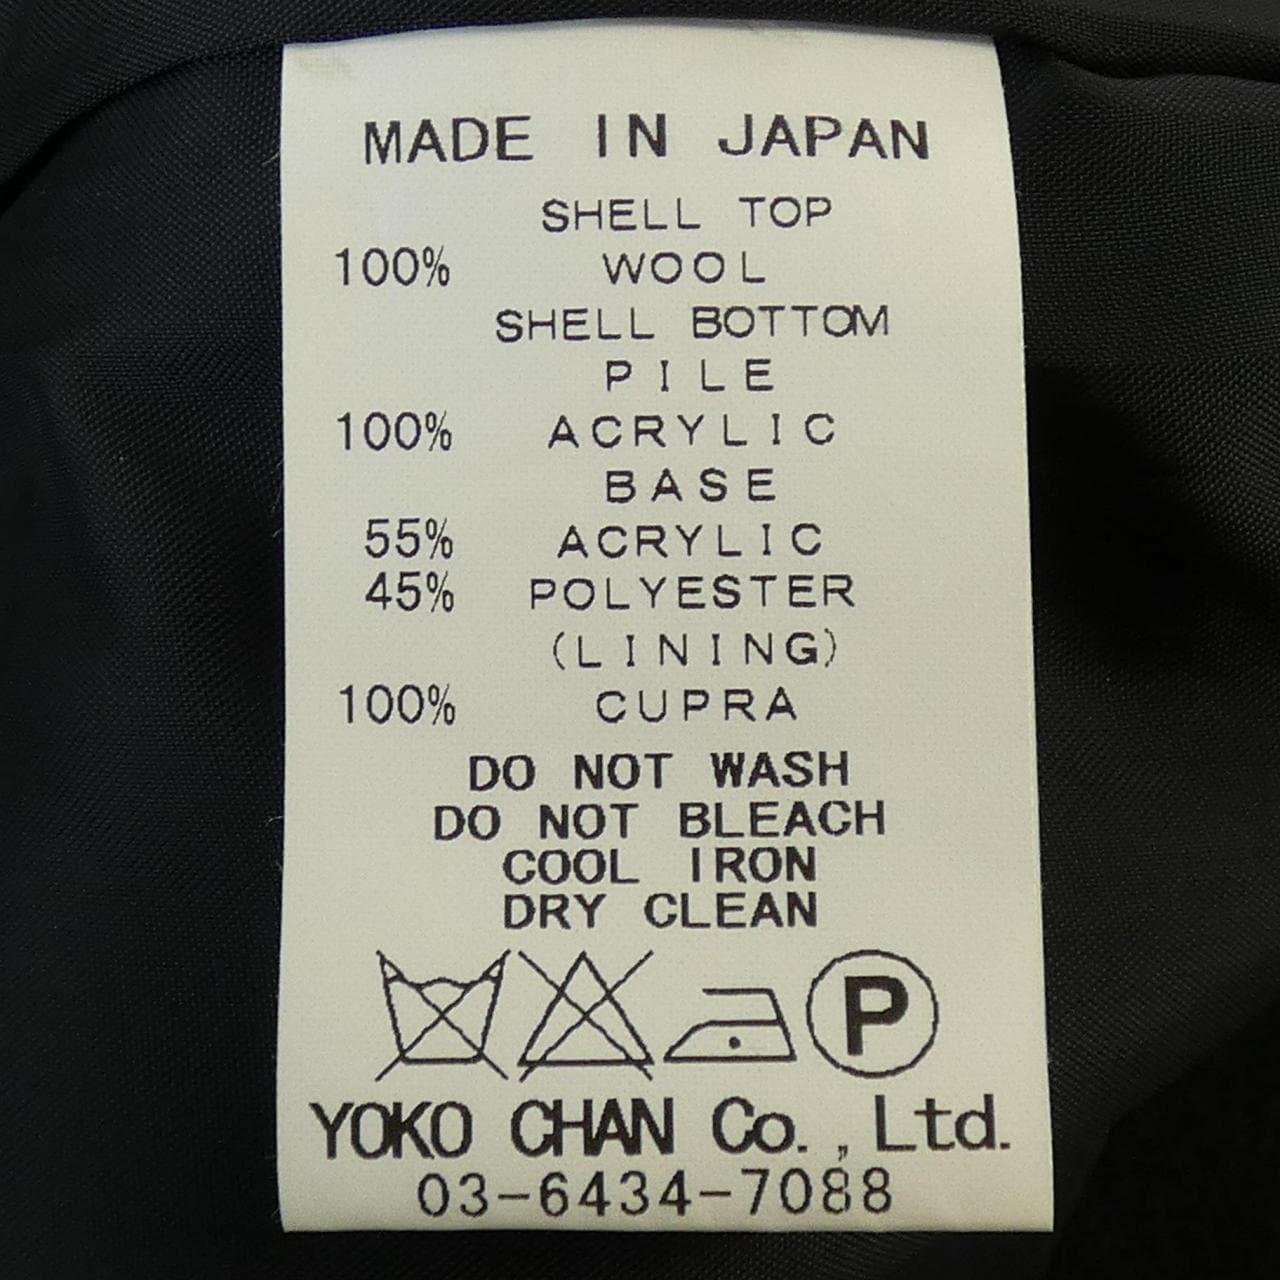 MADE IN JAPAN
SHELL TOP
100% WOOL
SHELL BOTTOM
PILE
100% ACRYLIC
BASE
55% ACRYLIC
45% POLYESTER
(LINING)
100% CUPRA
DO NOT WASH
DO NOT BLEACH
COOL IRON
DRY CLEAN
P
YOKO CHAN Co., Ltd.
03-6434-7088